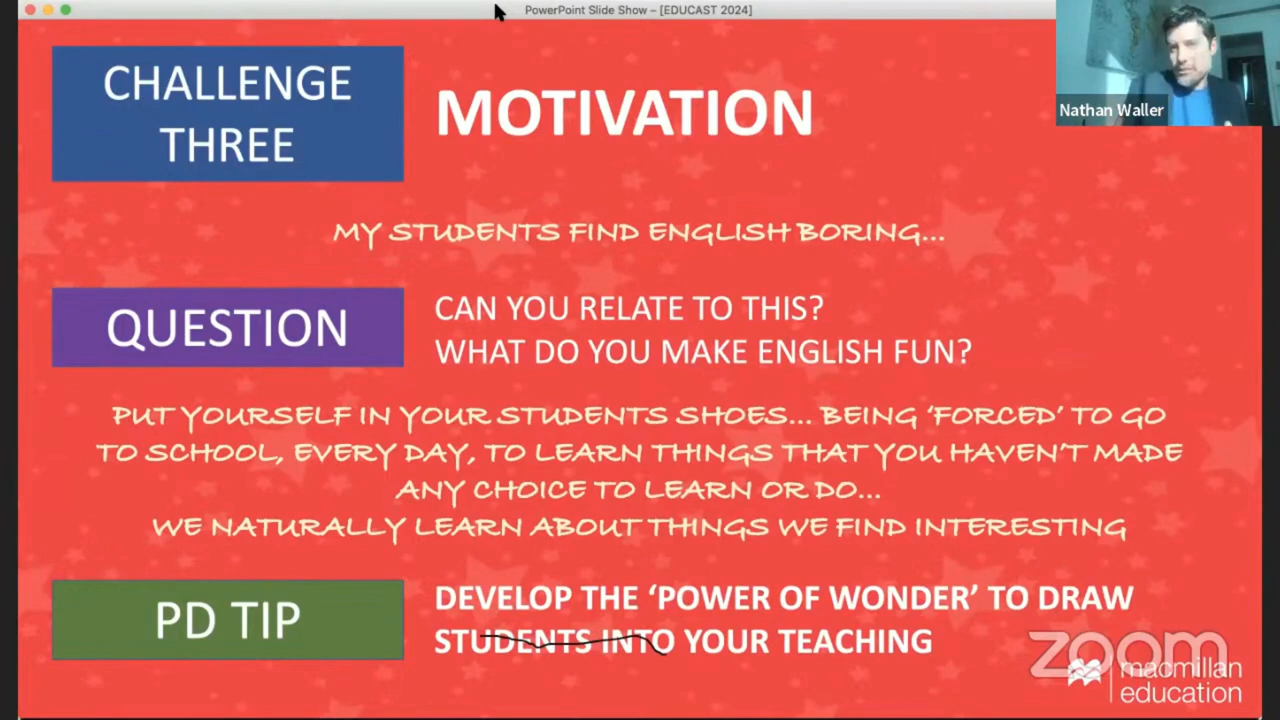 PowerPoint Slide Show – [EDUCAST 2024]
Nathan Waller
CHALLENGE
THREE
MOTIVATION
MY STUDENTS FIND ENGLISH BORING...
QUESTION
CAN YOU RELATE TO THIS?
WHAT DO YOU MAKE ENGLISH FUN?
PUT YOURSELF IN YOUR STUDENTS SHOES... BEING ‘FORCED’ TO GO
TO SCHOOL, EVERY DAY, TO LEARN THINGS THAT YOU HAVEN’T MADE
ANY CHOICE TO LEARN OR DO...
WE NATURALLY LEARN ABOUT THINGS WE FIND INTERESTING
PD TIP
DEVELOP THE ‘POWER OF WONDER’ TO DRAW
STUDENTS INTO YOUR TEACHING
zoom
macmillan
education